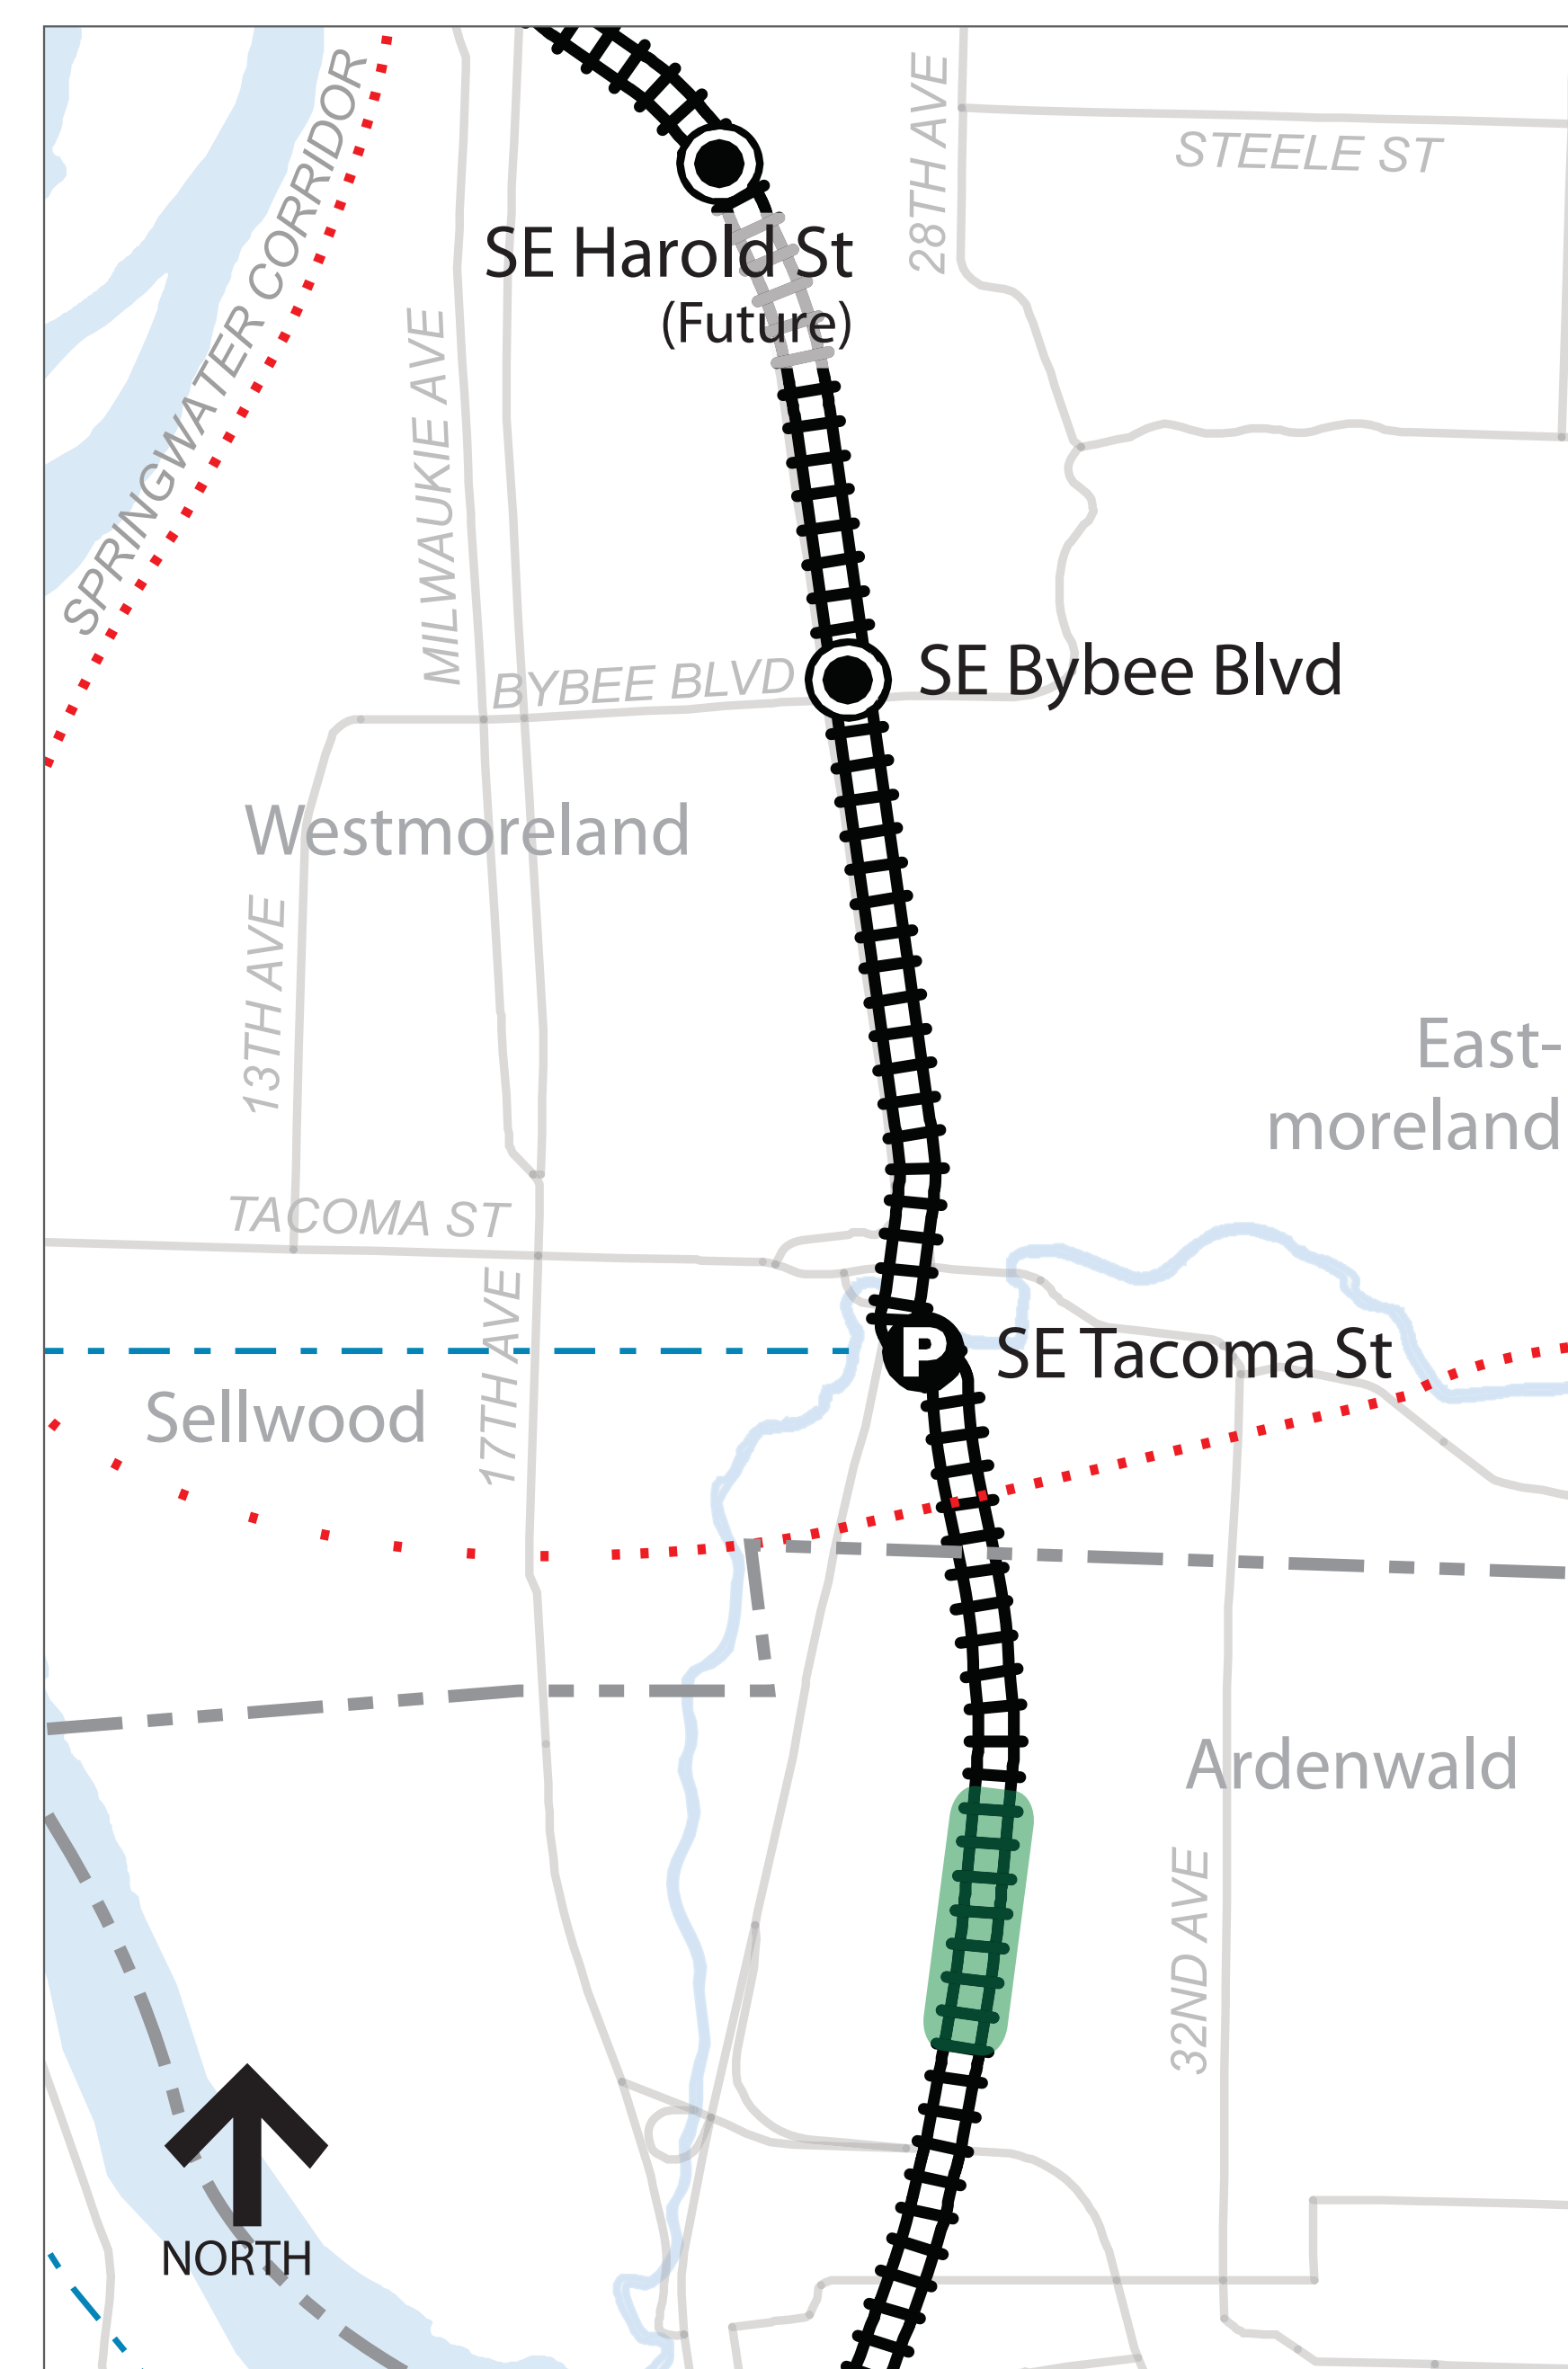 SPRINGWATER CORRIDOR
28TH AVE
STEELE ST
SE Harold St
(Future)
MILWAUKIE AVE
BYBEE BLVD
SE Bybee Blvd
Westmoreland
13TH AVE
East-
moreland
TACOMA ST
17TH AVE
P
SE Tacoma St
Sellwood
Ardenwald
32ND AVE
NORTH